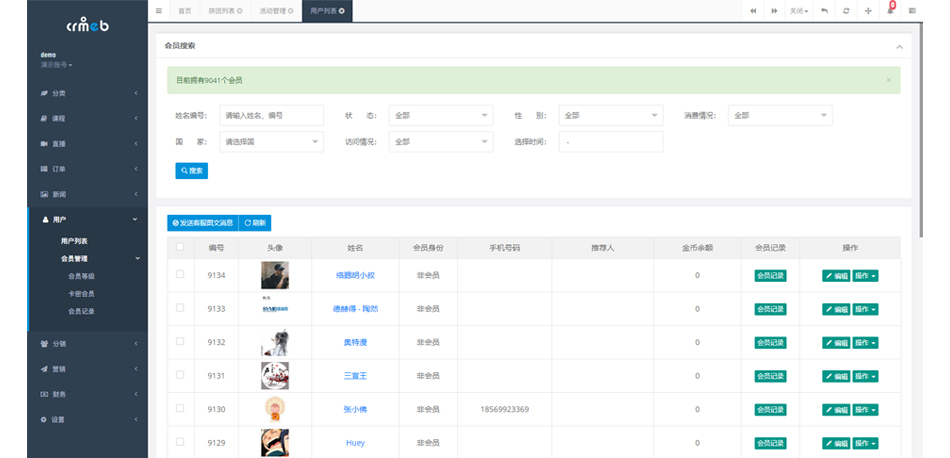 crmeb
demo
演示账号
分类
课程
直播
订单
新闻
用户
用户列表
会员管理
会员等级
卡密会员
会员记录
分销
营销
财务
设置
首页 拼团列表 活动管理 用户列表 关闭 0
会员搜索
目前拥有9041个会员 ×
姓名编号： 请输入姓名、编号 状 态： 全部 性 别： 全部 消费情况： 全部
国 家： 请选择国 访问情况： 全部 选择时间： -
搜索
发送客服图文消息 刷新
编号 头像 姓名 会员身份 手机号码 推荐人 金币余额 会员记录 操作
9134 络腮胡小叔 非会员 0 会员记录 编辑 操作
9133 德赫得 - 陶然 非会员 0 会员记录 编辑 操作
9132 奥特漫 非会员 0 会员记录 编辑 操作
9131 三宣王 非会员 0 会员记录 编辑 操作
9130 张小佛 非会员 18569923369 0 会员记录 编辑 操作
9129 Huey 非会员 0 会员记录 编辑 操作